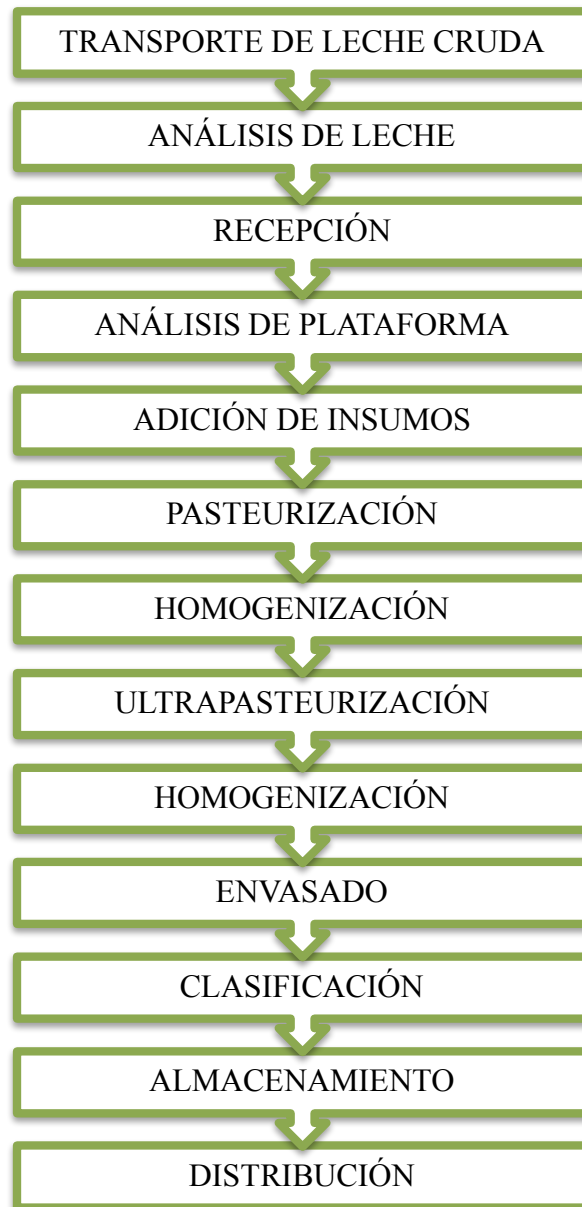 TRANSPORTE DE LECHE CRUDA
ANÁLISIS DE LECHE
RECEPCIÓN
ANÁLISIS DE PLATAFORMA
ADICIÓN DE INSUMOS
PASTEURIZACIÓN
HOMOGENIZACIÓN
ULTRAPASTEURIZACIÓN
HOMOGENIZACIÓN
ENVASADO
CLASIFICACIÓN
ALMACENAMIENTO
DISTRIBUCIÓN